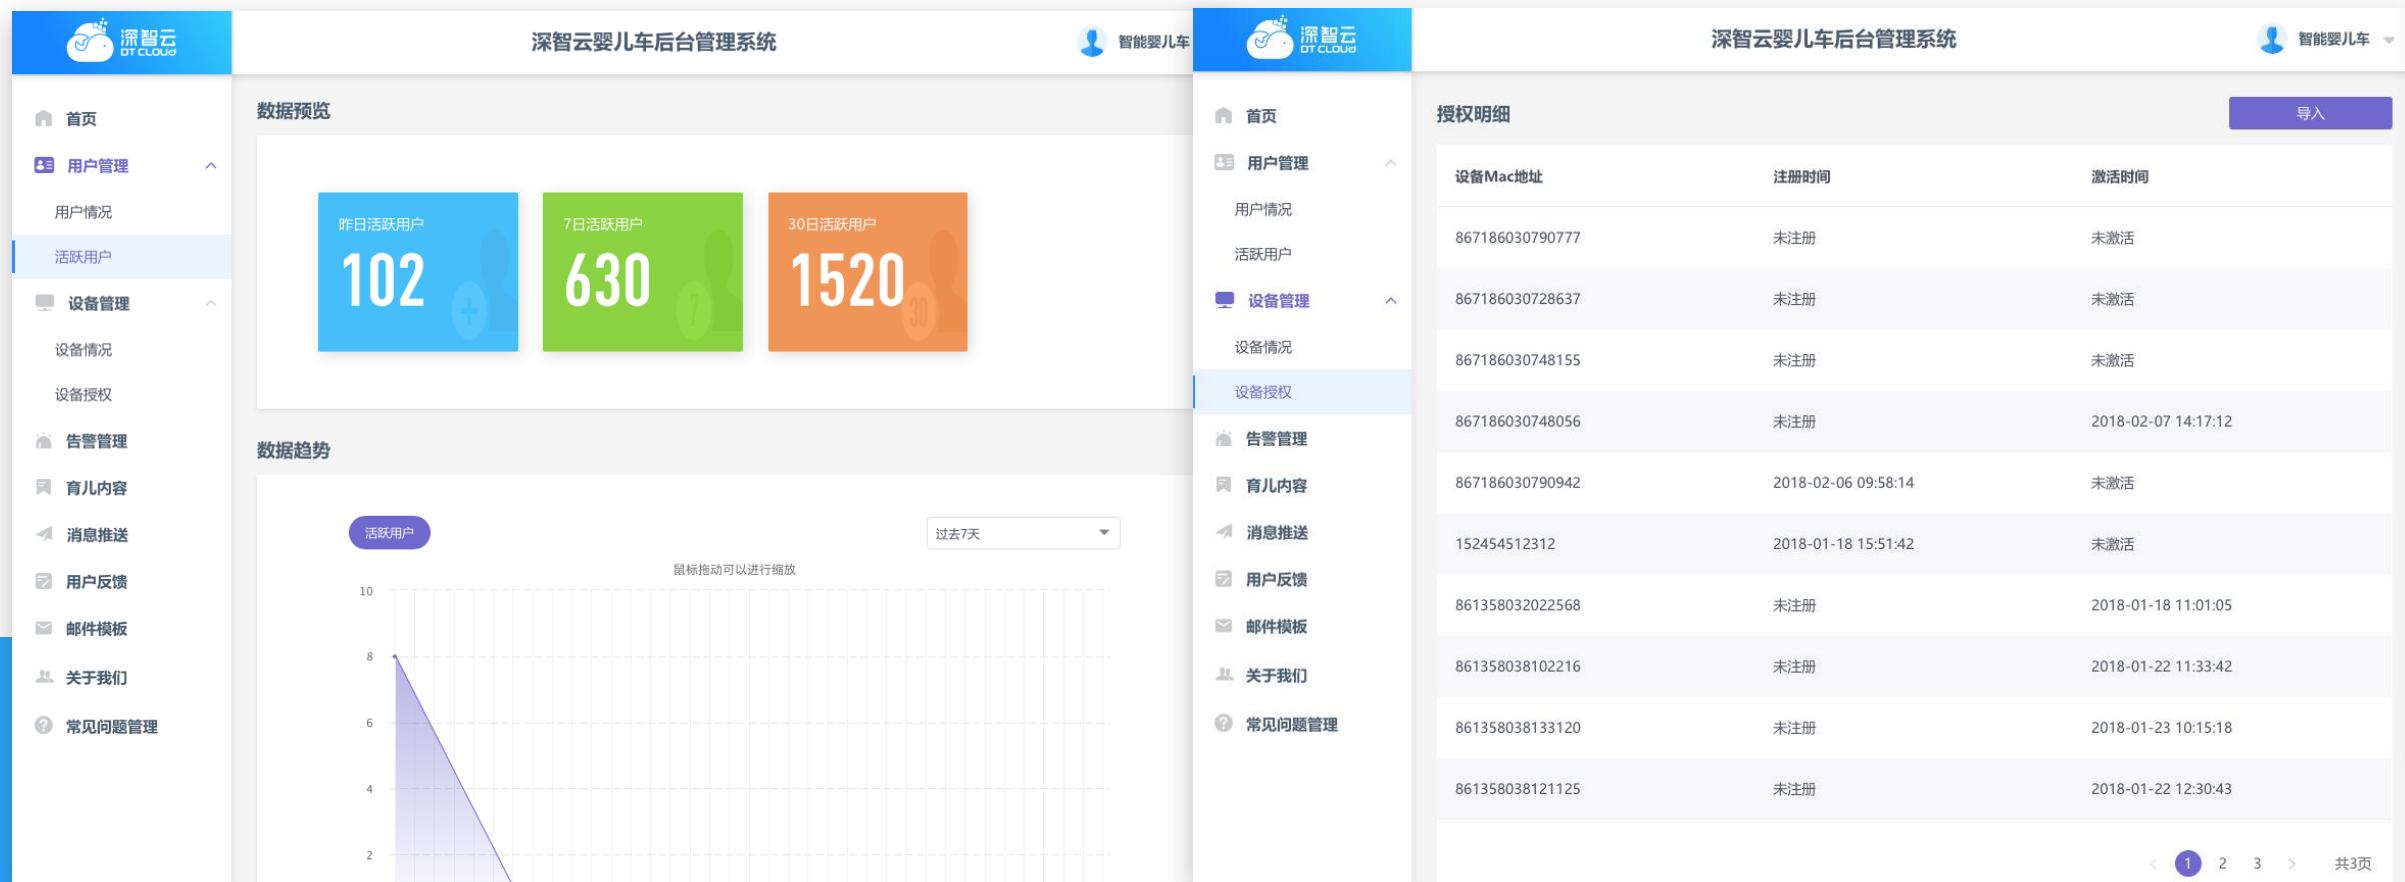 深智云
DT CLOUD
深智云婴儿车后台管理系统
智能婴儿车
首页
用户管理
用户情况
活跃用户
设备管理
设备情况
设备授权
告警管理
育儿内容
消息推送
用户反馈
邮件模板
关于我们
常见问题管理
数据预览
昨日活跃用户
102
7日活跃用户
630
7
30日活跃用户
1520
30
数据趋势
活跃用户
过去7天
鼠标拖动可以进行缩放
10
8
6
4
2
深智云
DT CLOUD
深智云婴儿车后台管理系统
智能婴儿车
首页
用户管理
用户情况
活跃用户
设备管理
设备情况
设备授权
告警管理
育儿内容
消息推送
用户反馈
邮件模板
关于我们
常见问题管理
授权明细
导入
设备Mac地址 注册时间 激活时间
867186030790777 未注册 未激活
867186030728637 未注册 未激活
867186030748155 未注册 未激活
867186030748056 未注册 2018-02-07 14:17:12
867186030790942 2018-02-06 09:58:14 未激活
152454512312 2018-01-18 15:51:42 未激活
861358032022568 未注册 2018-01-18 11:01:05
861358038102216 未注册 2018-01-22 11:33:42
861358038133120 未注册 2018-01-23 10:15:18
861358038121125 未注册 2018-01-22 12:30:43
1 2 3 共3页